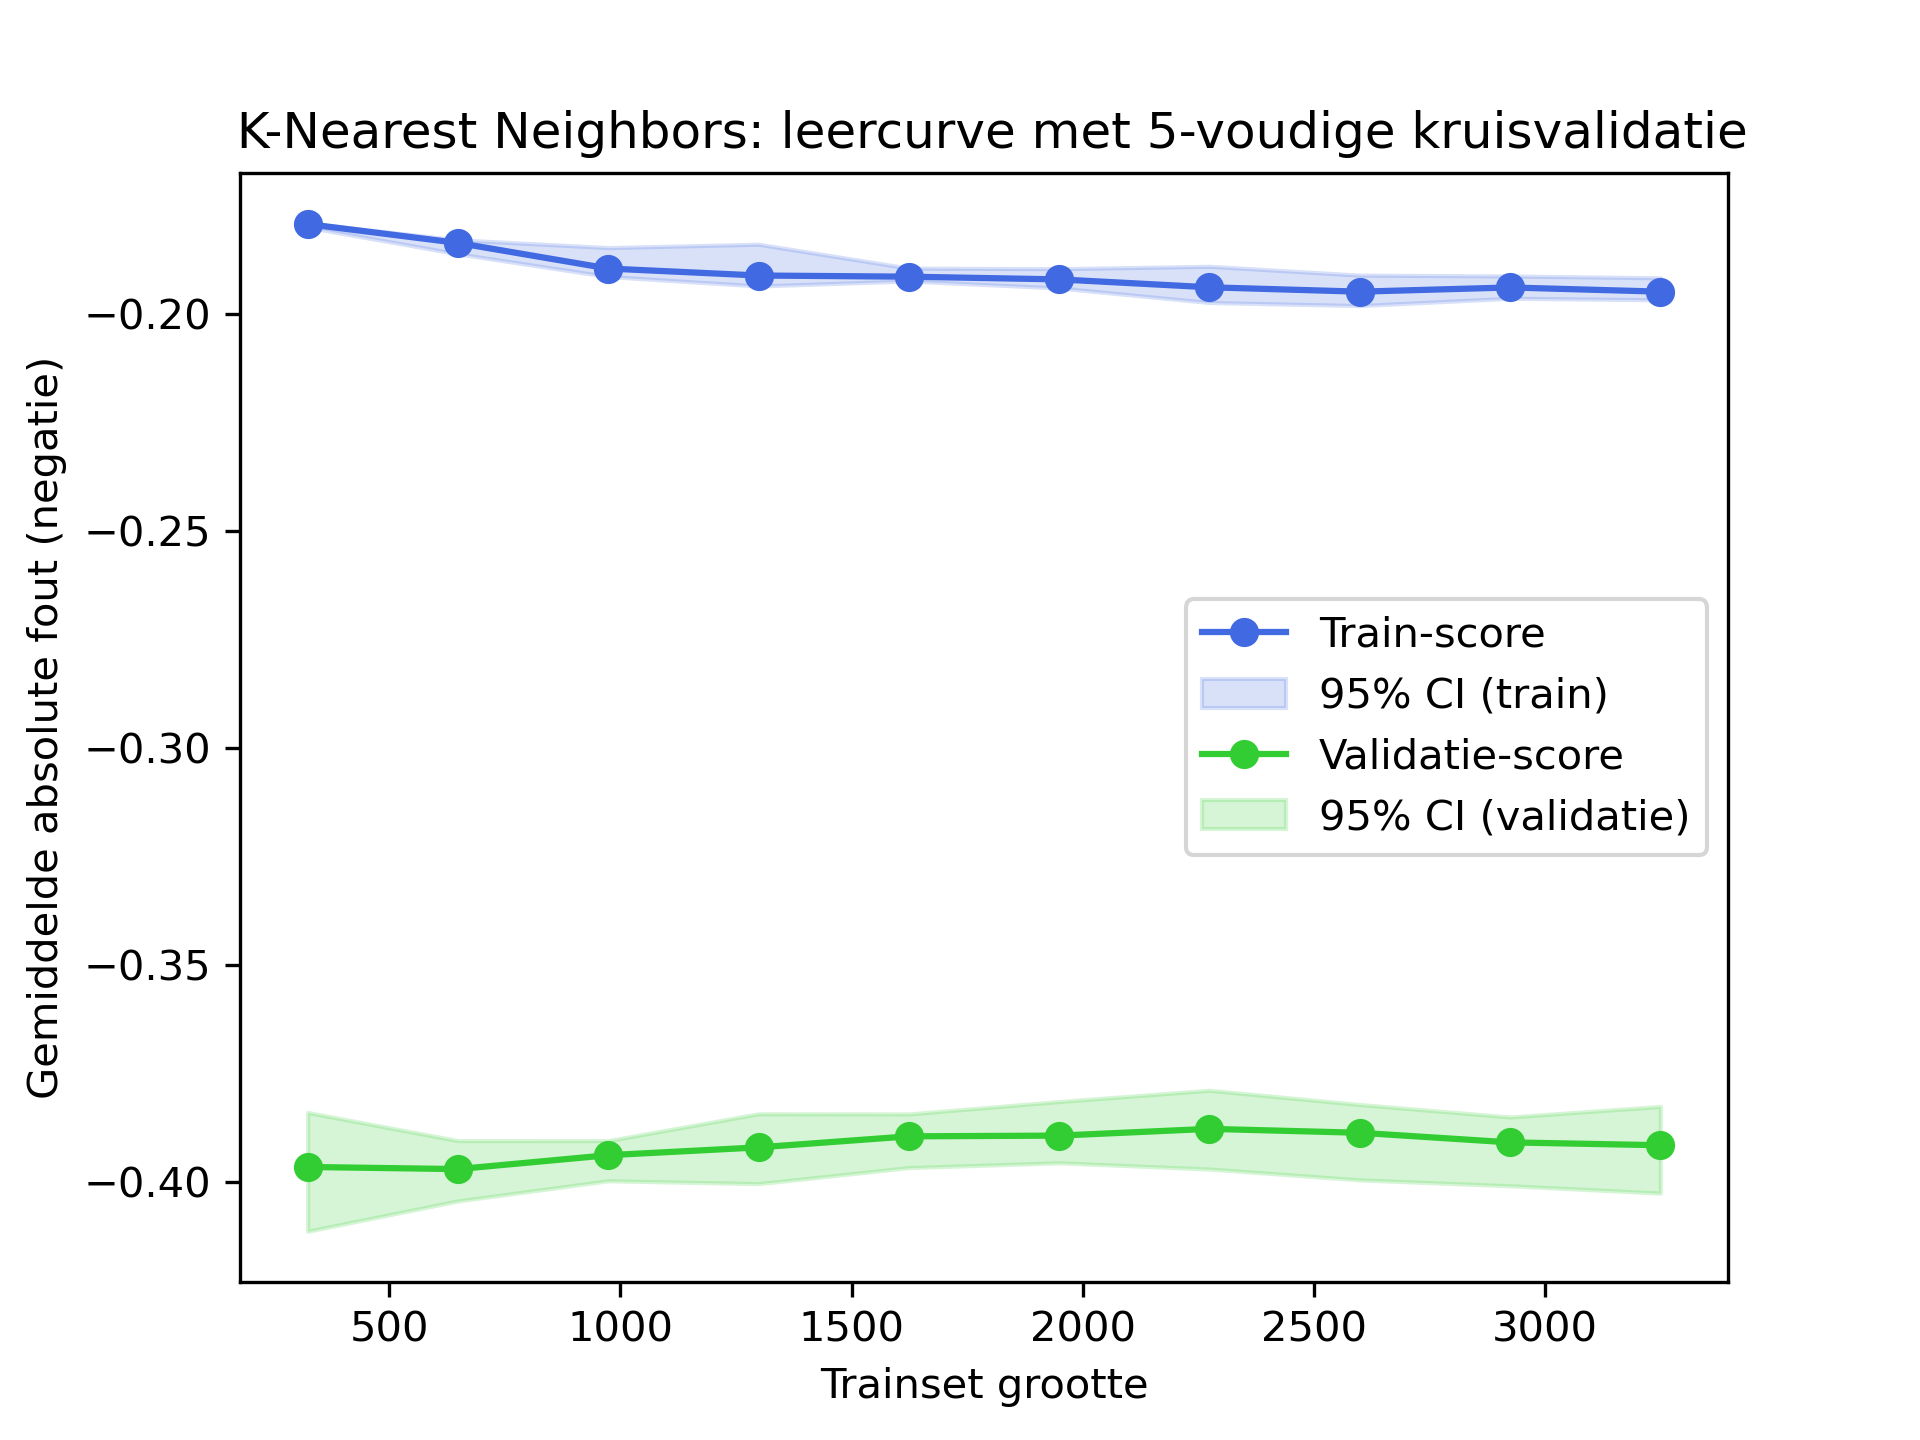 K-Nearest Neighbors: leercurve met 5-voudige kruisvalidatie
Gemiddelde absolute fout (negatie)
−0.20
−0.25
−0.30
−0.35
−0.40
Train-score
95% CI (train)
Validatie-score
95% CI (validatie)
500 1000 1500 2000 2500 3000
Trainset grootte